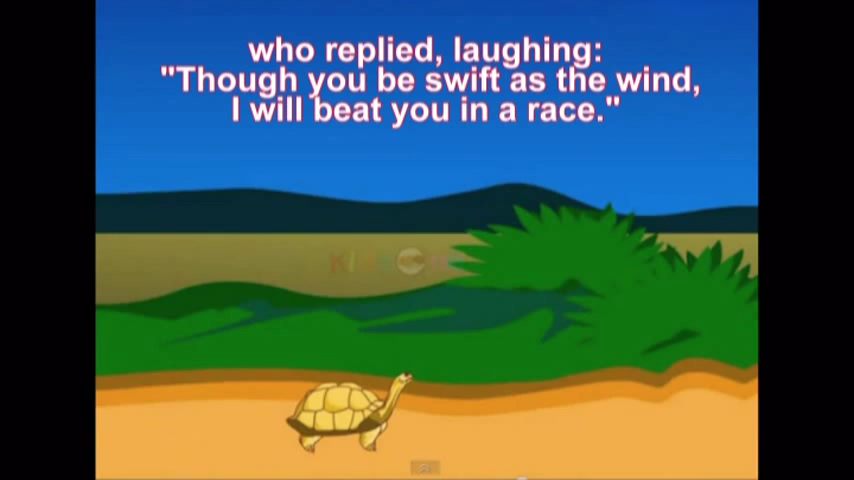 who replied, laughing:
"Though you be swift as the wind,
I will beat you in a race."